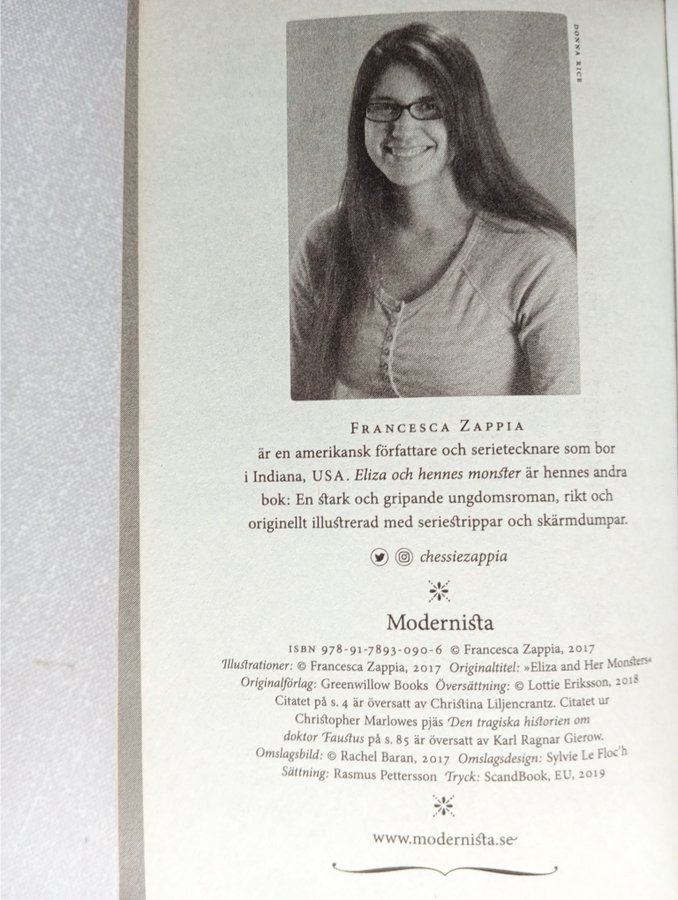 DONNA RICE
FRANCESCA ZAPPIA
är en amerikansk författare och serietecknare som bor
i Indiana, USA. Eliza och hennes monster är hennes andra
bok: En stark och gripande ungdomsroman, rikt och
originellt illustrerad med seriestrippar och skärmdumpar.
chessiezappia
Modernista
ISBN 978-91-7893-090-6 © Francesca Zappia, 2017
Illustrationer: © Francesca Zappia, 2017 Originaltitel: »Eliza and Her Monsters«
Originalförlag: Greenwillow Books Översättning: © Lottie Eriksson, 2018
Citatet på s. 4 är översatt av Christina Liljencrantz. Citatet ur
Christopher Marlowes pjäs Den tragiska historien om
doktor Faustus på s. 85 är översatt av Karl Ragnar Gierow.
Omslagsbild: © Rachel Baran, 2017 Omslagsdesign: Sylvie Le Floc'h
Sättning: Rasmus Pettersson Tryck: ScandBook, EU, 2019
www.modernista.se